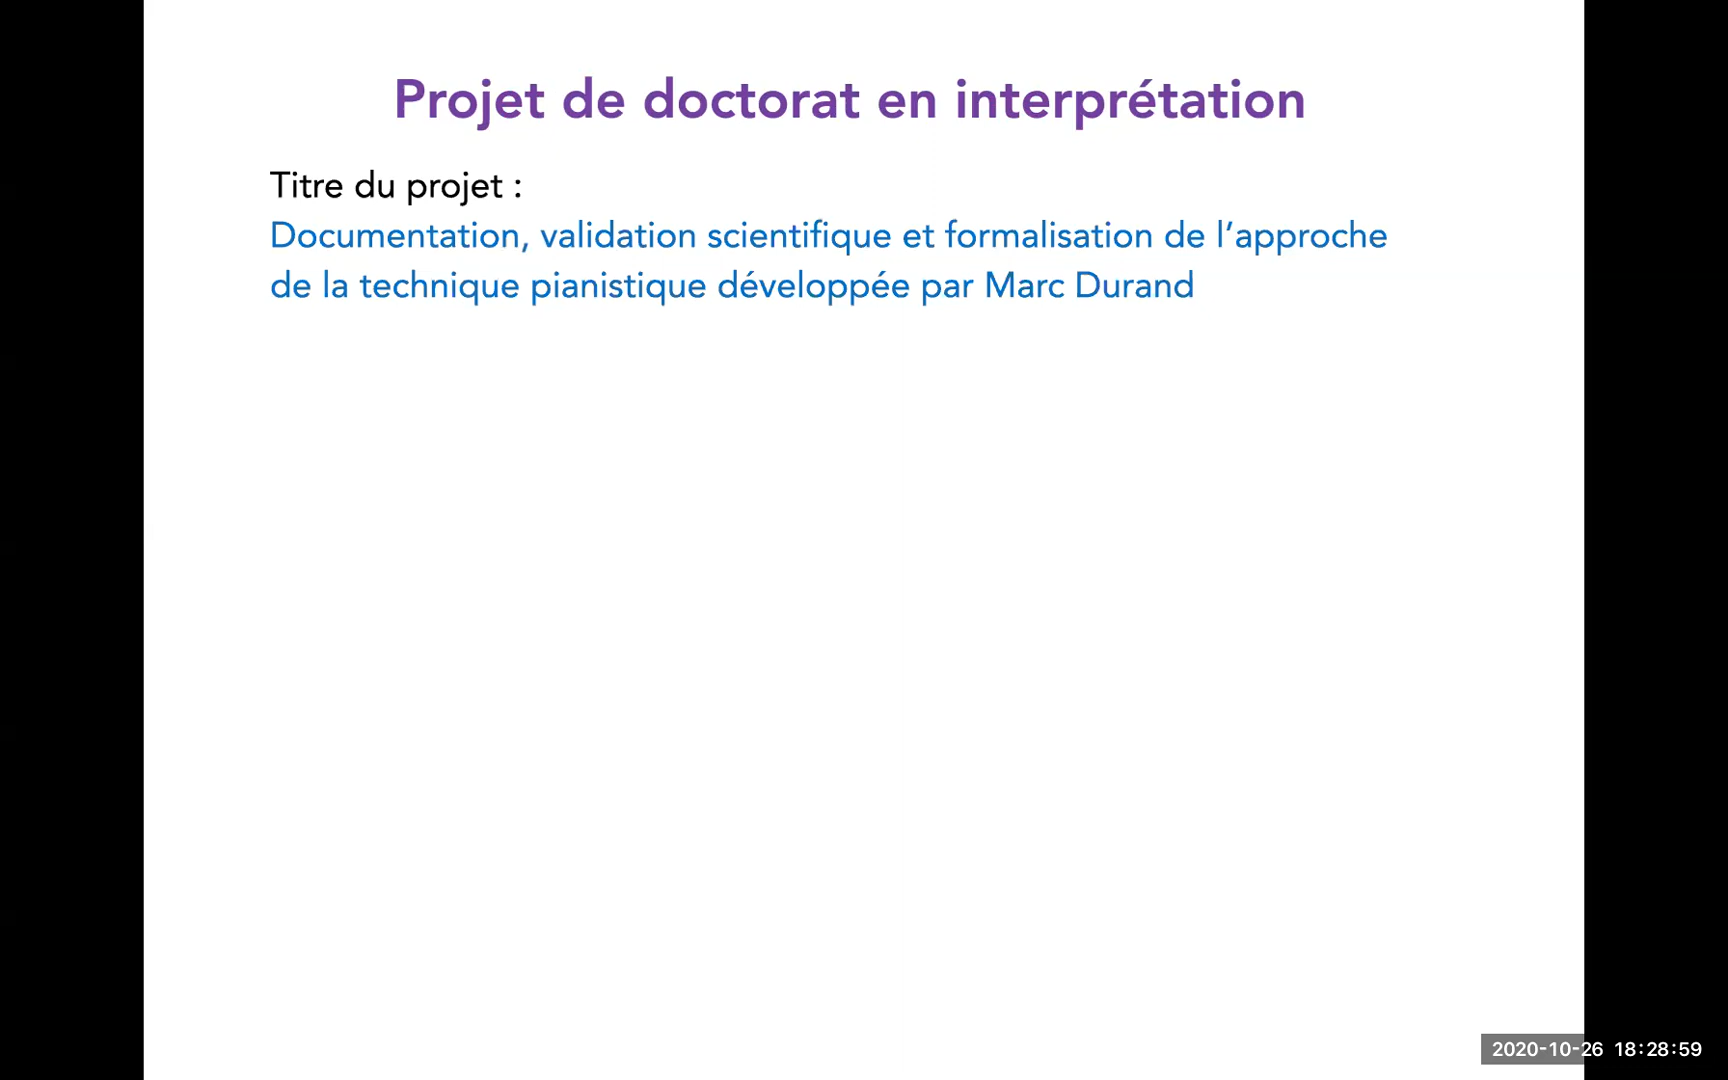 Projet de doctorat en interprétation
Titre du projet :
Documentation, validation scientifique et formalisation de l’approche
de la technique pianistique développée par Marc Durand
2020-10-26 18:28:59